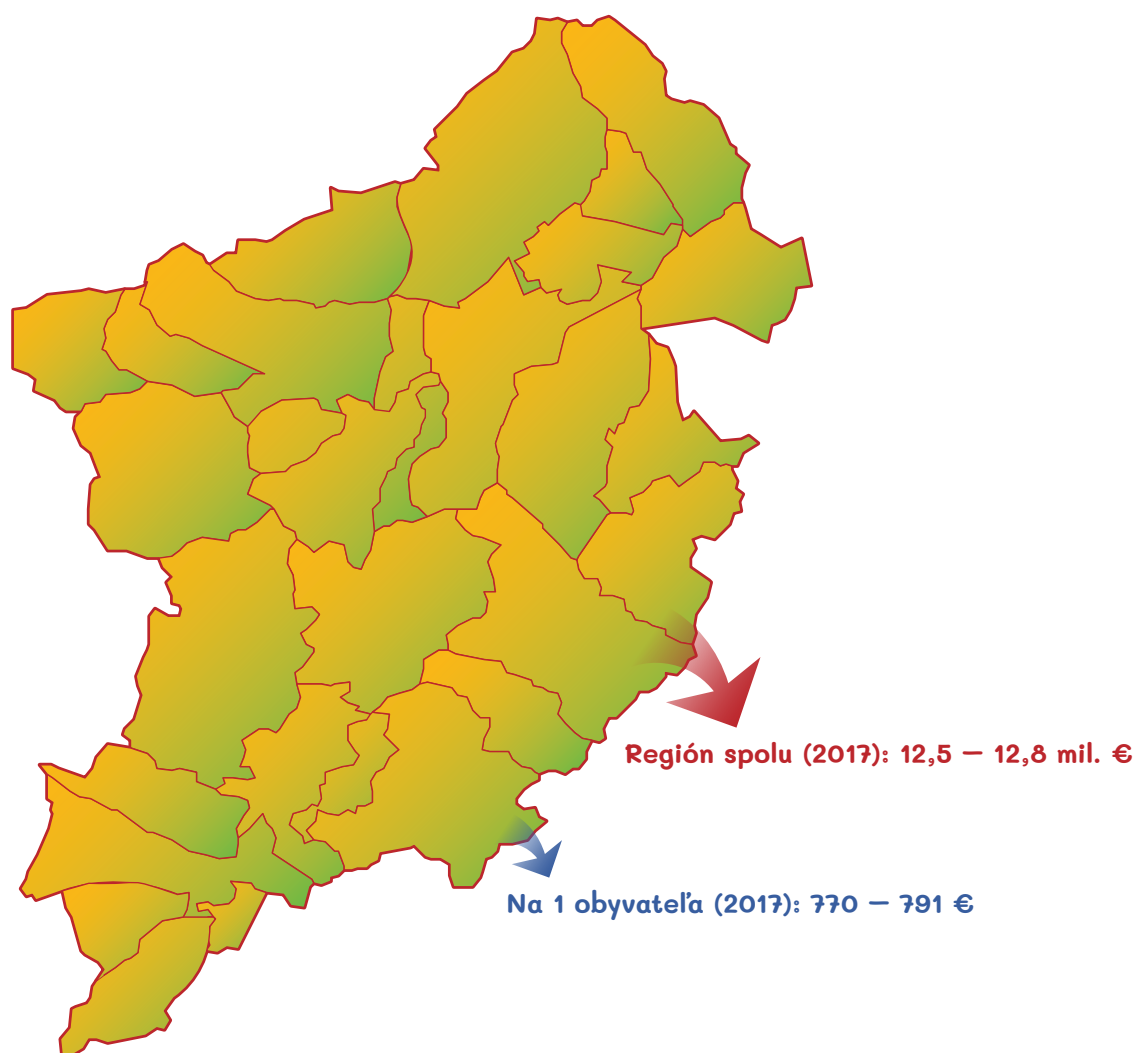 Región spolu (2017): 12,5 – 12,8 mil. €
Na 1 obyvateľa (2017): 770 – 791 €